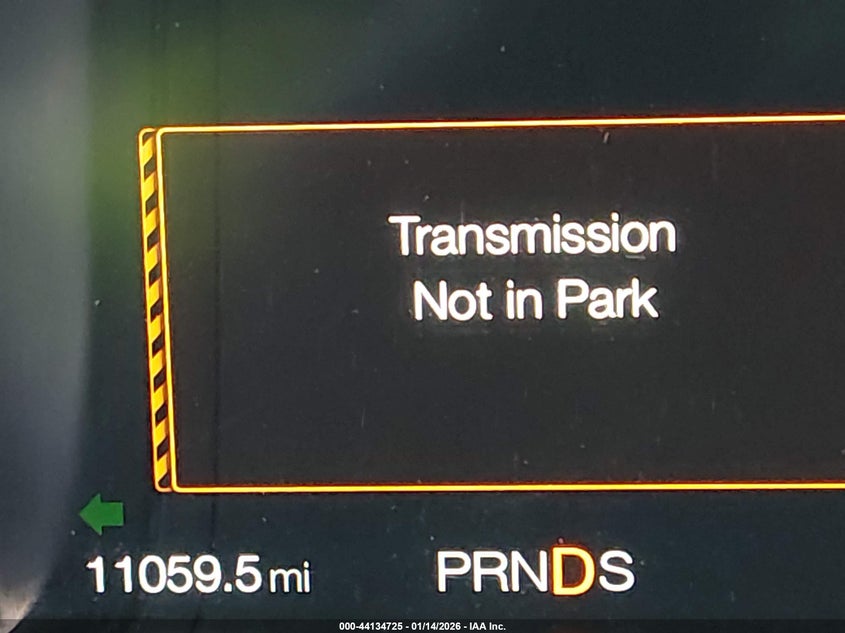 Transmission
Not in Park
11059.5 mi
PRNDS
000-44134725 - 01/14/2026 - IAA Inc.